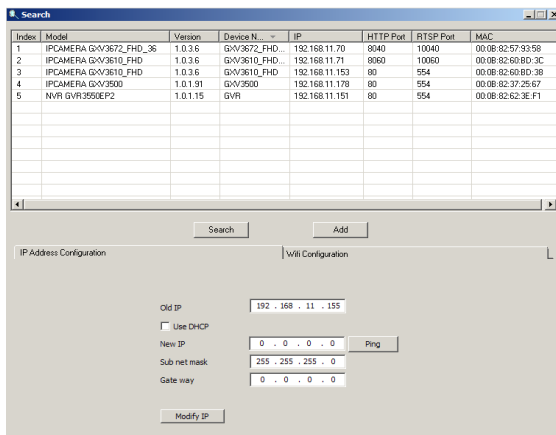 Search
Index Model Version Device N... IP HTTP Port RTSP Port MAC
1 IPCAMERA GXV3672_FHD_36 1.0.3.6 GXV3672_FHD... 192.168.11.70 8040 10040 00:0B:82:57:93:58
2 IPCAMERA GXV3610_FHD 1.0.3.6 GXV3610_FHD... 192.168.11.71 8060 10060 00:0B:82:60:BD:3C
3 IPCAMERA GXV3610_FHD 1.0.3.6 GXV3610_FHD 192.168.11.153 80 554 00:0B:82:60:BD:38
4 IPCAMERA GXV3500 1.0.1.91 GXV3500 192.168.11.178 80 554 00:0B:82:37:25:67
5 NVR GVR3550EP2 1.0.1.15 GVR 192.168.11.151 80 554 00:0B:82:62:3E:F1
Search Add
IP Address Configuration Wifi Configuration
Old IP 192 . 168 . 11 . 155
Use DHCP
New IP 0 . 0 . 0 . 0 Ping
Sub net mask 255 . 255 . 255 . 0
Gate way 0 . 0 . 0 . 0
Modify IP